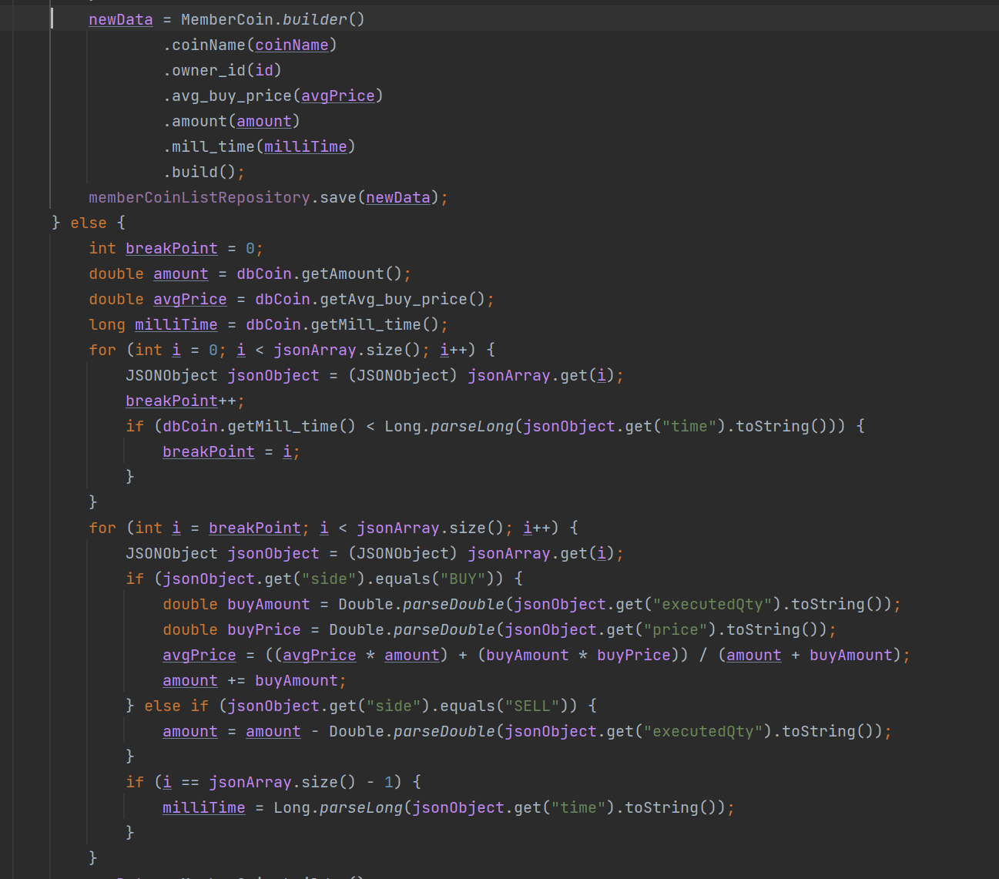 newData = MemberCoin.builder()
.coinName(coinName)
.owner_id(id)
.avg_buy_price(avgPrice)
.amount(amount)
.mill_time(milliTime)
.build();
memberCoinListRepository.save(newData);
} else {
int breakPoint = 0;
double amount = dbCoin.getAmount();
double avgPrice = dbCoin.getAvg_buy_price();
long milliTime = dbCoin.getMill_time();
for (int i = 0; i < jsonArray.size(); i++) {
JSONObject jsonObject = (JSONObject) jsonArray.get(i);
breakPoint++;
if (dbCoin.getMill_time() < Long.parseLong(jsonObject.get("time").toString())) {
breakPoint = i;
}
}
for (int i = breakPoint; i < jsonArray.size(); i++) {
JSONObject jsonObject = (JSONObject) jsonArray.get(i);
if (jsonObject.get("side").equals("BUY")) {
double buyAmount = Double.parseDouble(jsonObject.get("executedQty").toString());
double buyPrice = Double.parseDouble(jsonObject.get("price").toString());
avgPrice = ((avgPrice * amount) + (buyAmount * buyPrice)) / (amount + buyAmount);
amount += buyAmount;
} else if (jsonObject.get("side").equals("SELL")) {
amount = amount - Double.parseDouble(jsonObject.get("executedQty").toString());
}
if (i == jsonArray.size() - 1) {
milliTime = Long.parseLong(jsonObject.get("time").toString());
}
}